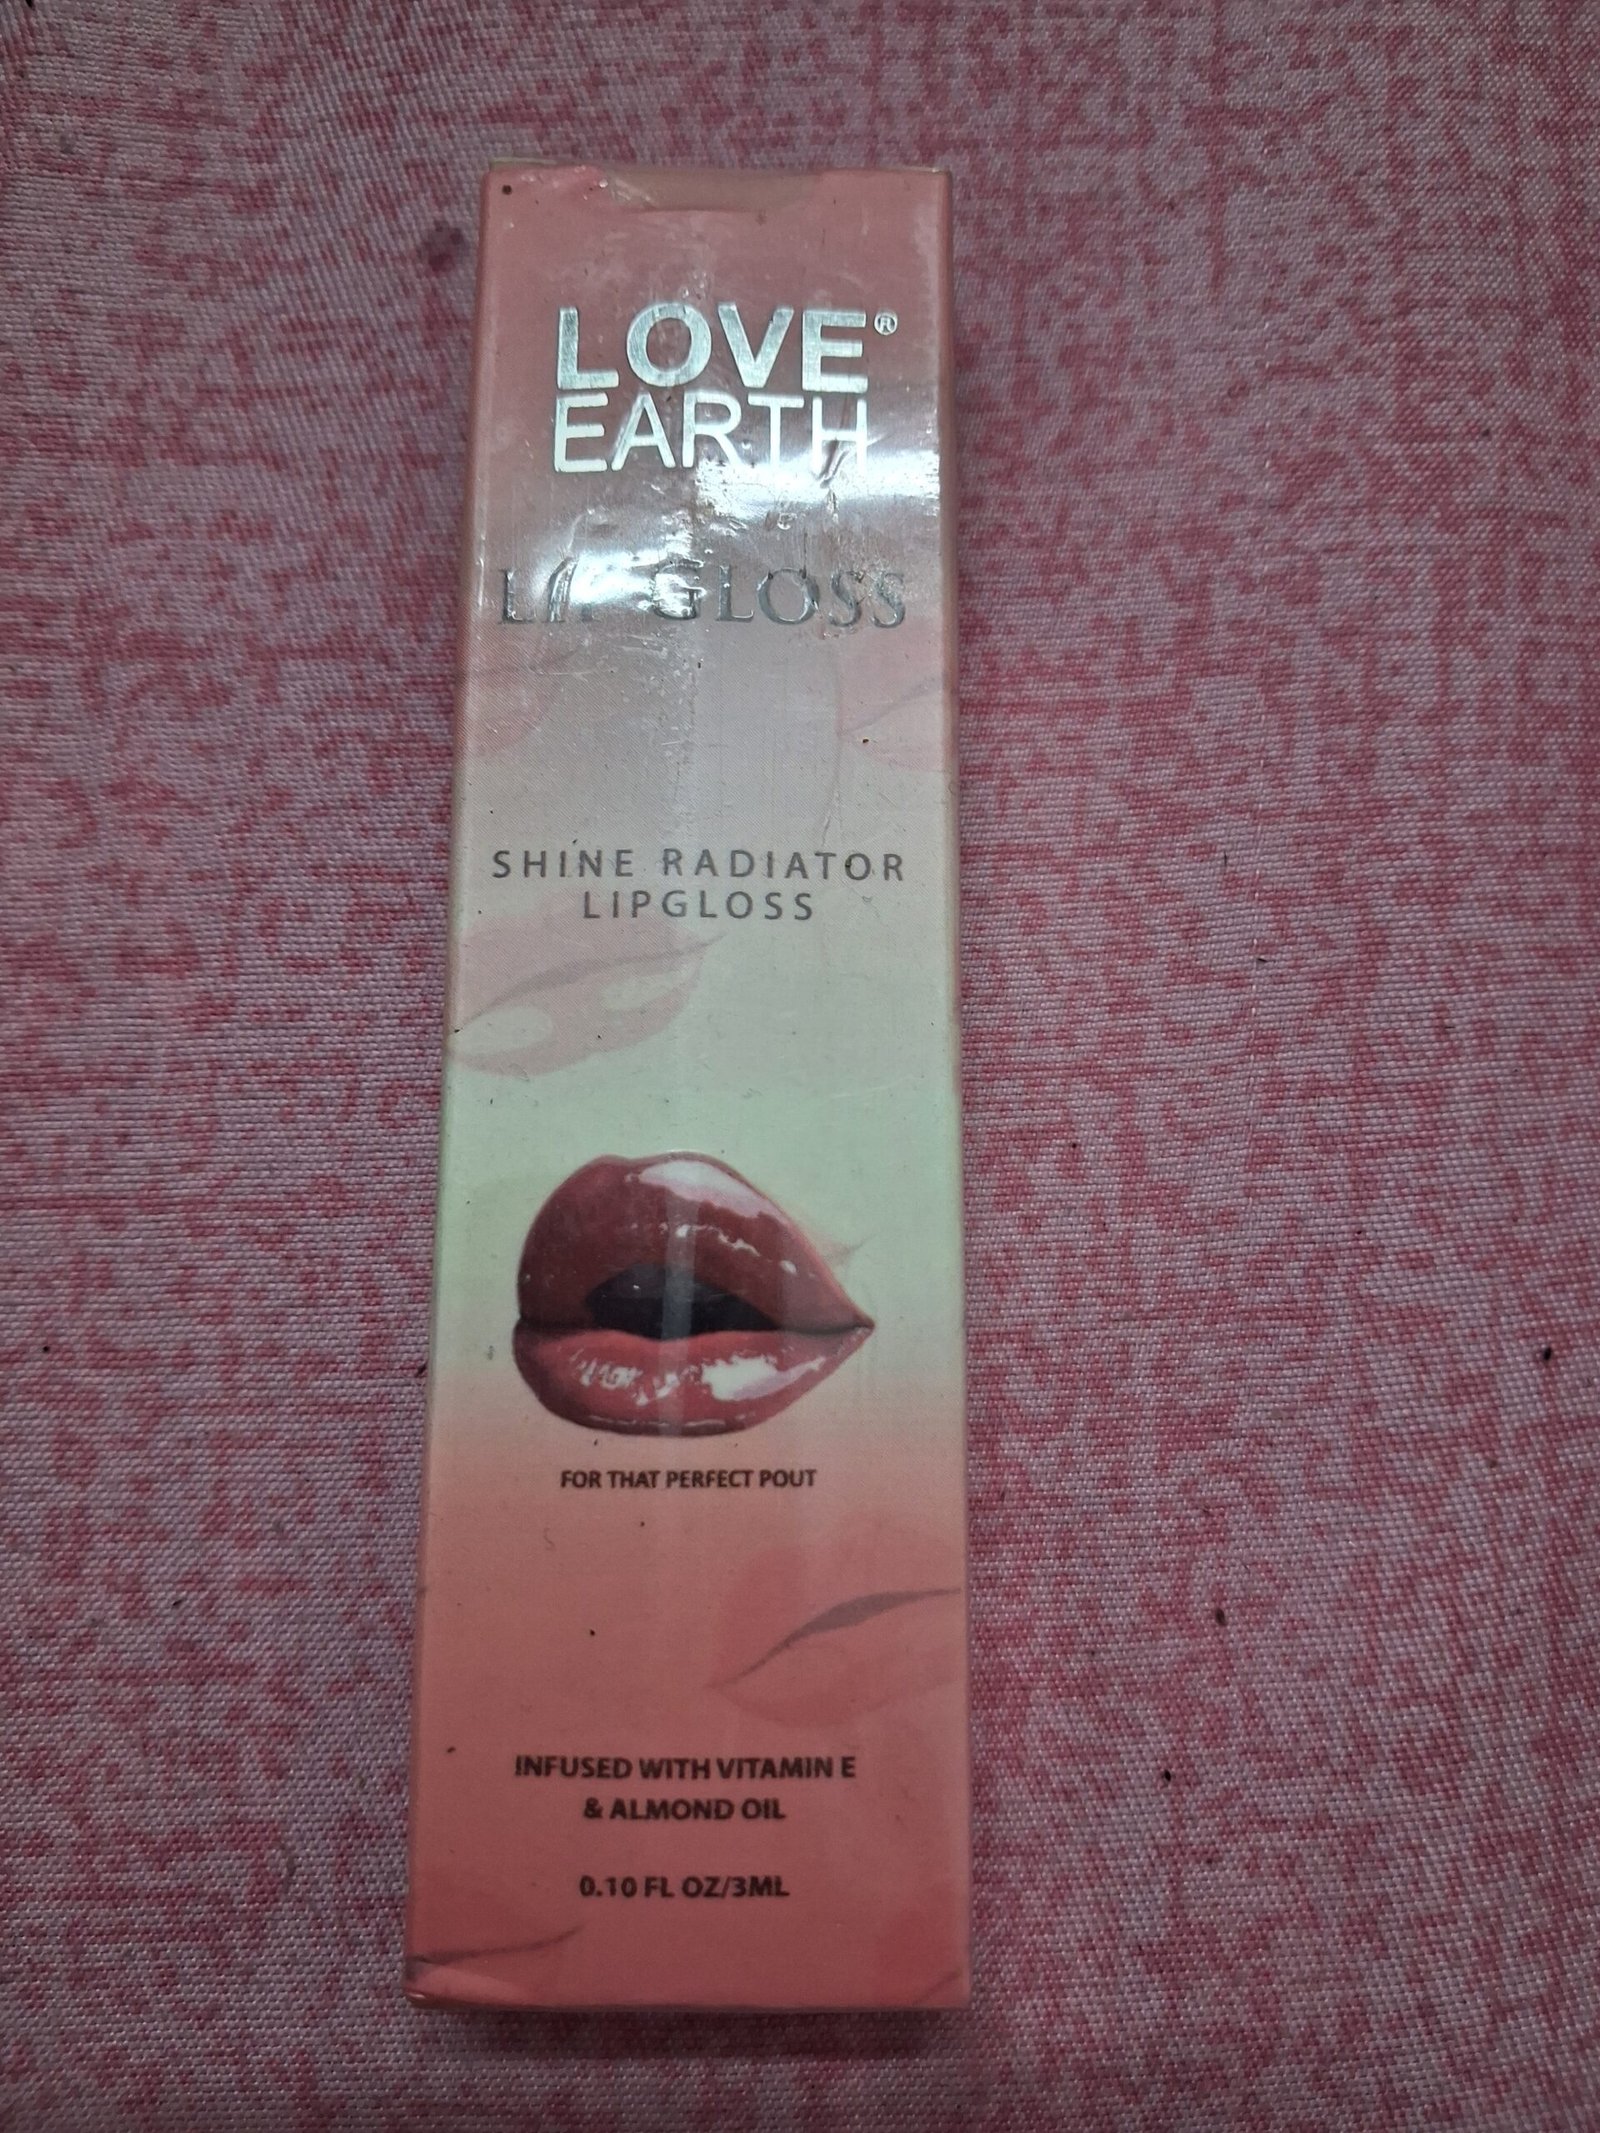 LOVE®
EARTH
LIP GLOSS
SHINE RADIATOR
LIPGLOSS
FOR THAT PERFECT POUT
INFUSED WITH VITAMIN E
& ALMOND OIL
0.10 FL OZ/3ML